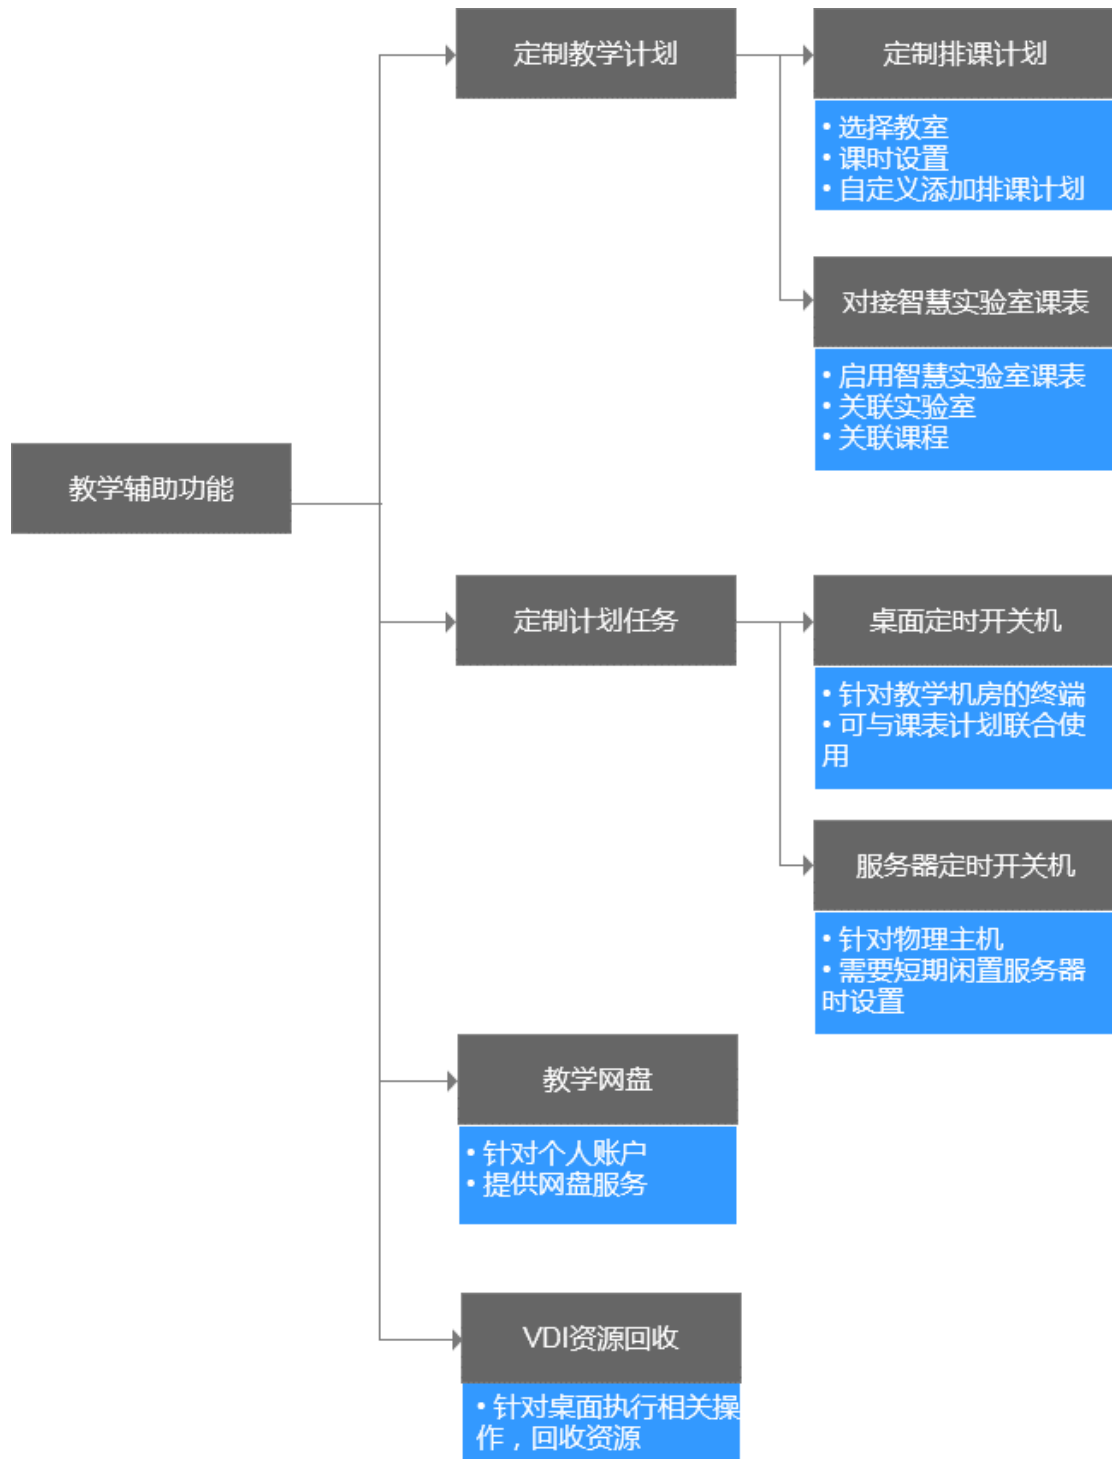 教学辅助功能
定制教学计划
定制排课计划
• 选择教室
• 课时设置
• 自定义添加排课计划
对接智慧实验室课表
• 启用智慧实验室课表
• 关联实验室
• 关联课程
定制计划任务
桌面定时开关机
• 针对教学机房的终端
• 可与课表计划联合使
用
服务器定时开关机
• 针对物理主机
• 需要短期闲置服务器
时设置
教学网盘
• 针对个人账户
• 提供网盘服务
VDI资源回收
• 针对桌面执行相关操
作，回收资源